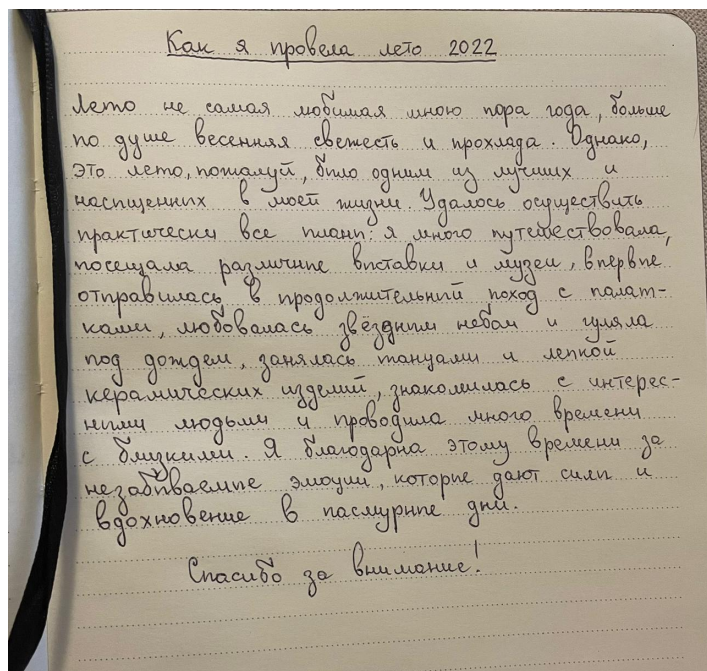 Как я провела лето 2022
Лето не самая любимая мною пора года, больше
по душе весенняя свежесть и прохлада. Однако,
это лето, пожалуй, было одним из лучших и
насыщенных в моей жизни. Удалось осуществить
практически все планы: я много путешествовала,
посещала различные выставки и музеи, впервые
отправилась в продолжительный поход с палат-
ками, любовалась звёздным небом и гуляла
под дождем, занялась танцами и лепкой
керамических изделий, знакомилась с интерес-
ными людьми и проводила много времени
с близкими. Я благодарна этому времени за
незабываемые эмоции, которые дают силы и
вдохновение в пасмурные дни.
Спасибо за внимание!